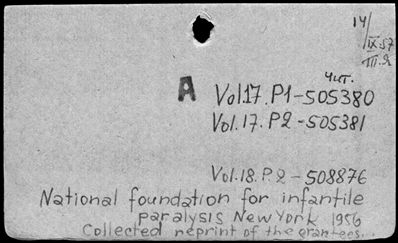 14/
IX-57
III.2
Чит.
A Vol.17.P1-505380
Vol.17.P2-505381
Vol.18.P.2-508876
National foundation for infantile
paralysis New York 1956
Collected reprint of the grantees.